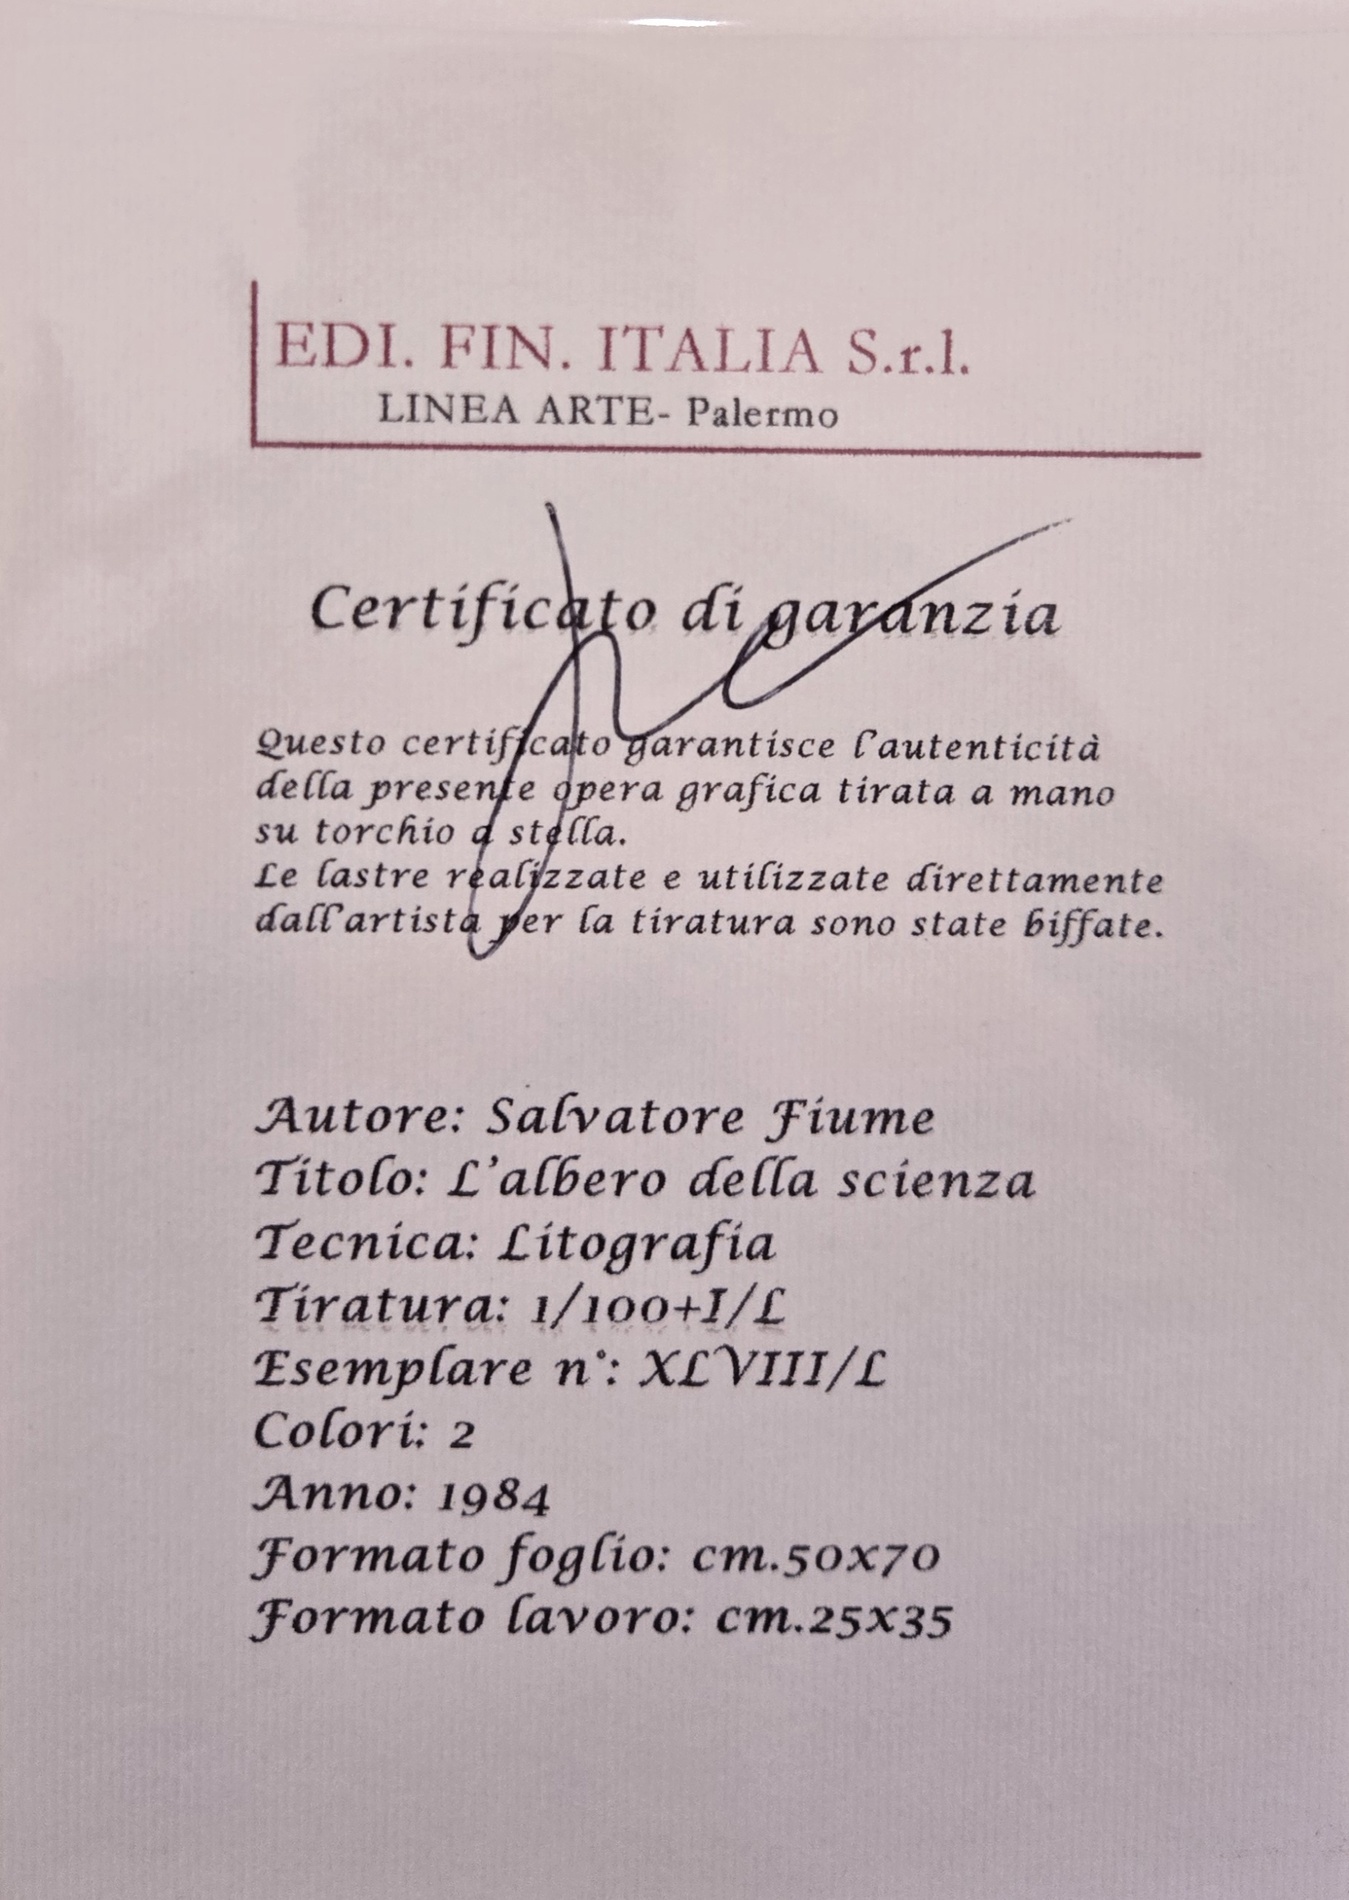 EDI. FIN. ITALIA S.r.l.
LINEA ARTE- Palermo
Certificato di garanzia
Questo certificato garantisce l'autenticità
della presente opera grafica tirata a mano
su torchio a stella.
Le lastre realizzate e utilizzate direttamente
dall'artista per la tiratura sono state biffate.
Autore: Salvatore Fiume
Titolo: L'albero della scienza
Tecnica: Litografia
Tiratura: 1/100+I/L
Esemplare n°: XLVIII/L
Colori: 2
Anno: 1984
Formato foglio: cm.50x70
Formato lavoro: cm.25x35